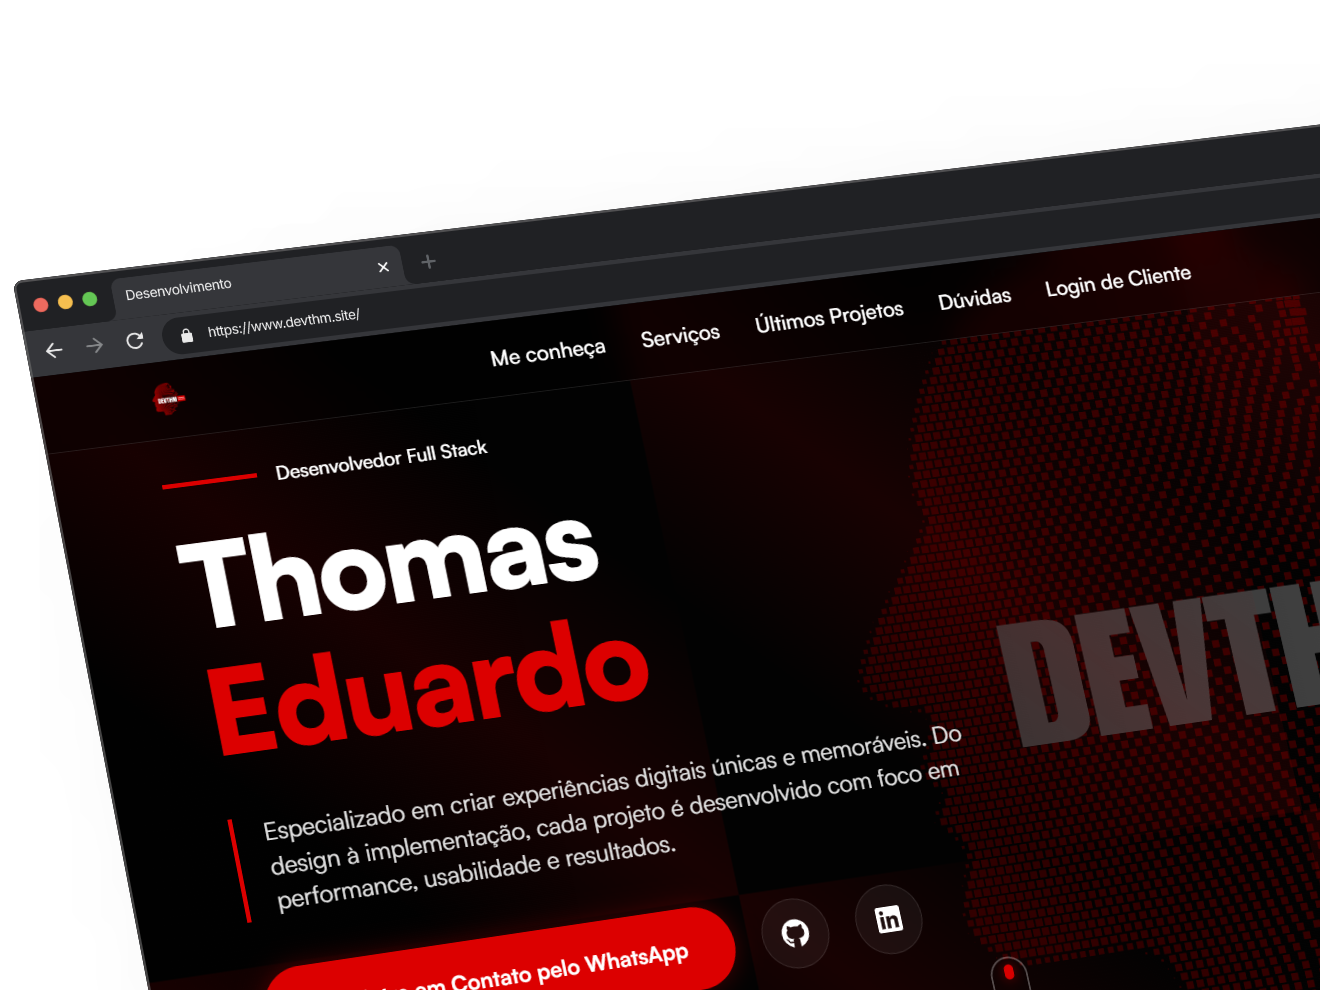 Desenvolvimento
https://www.devthm.site/
DEVTHM
Me conheça
Serviços
Últimos Projetos
Dúvidas
Login de Cliente
Desenvolvedor Full Stack
Thomas
Eduardo
DEVTH
Especializado em criar experiências digitais únicas e memoráveis. Do
design à implementação, cada projeto é desenvolvido com foco em
performance, usabilidade e resultados.
em Contato pelo WhatsApp
in